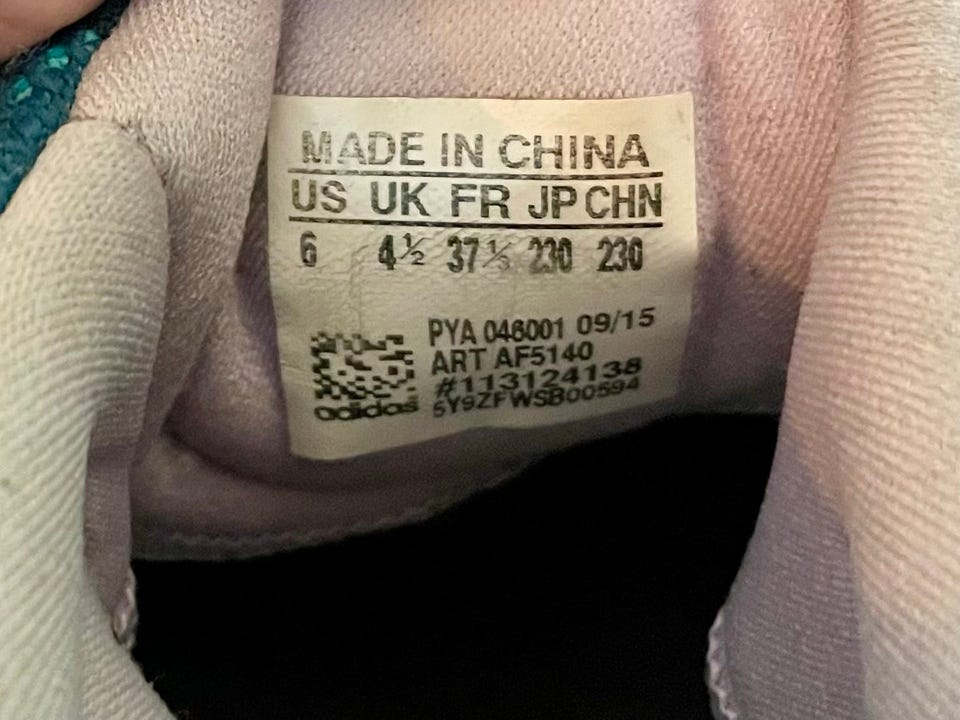 MADE IN CHINA
US UK FR JP CHN
6 4½ 37⅓ 230 230
PYA 046001 09/15
ART AF5140
#113124138
adidas 5Y9ZFWSB00594